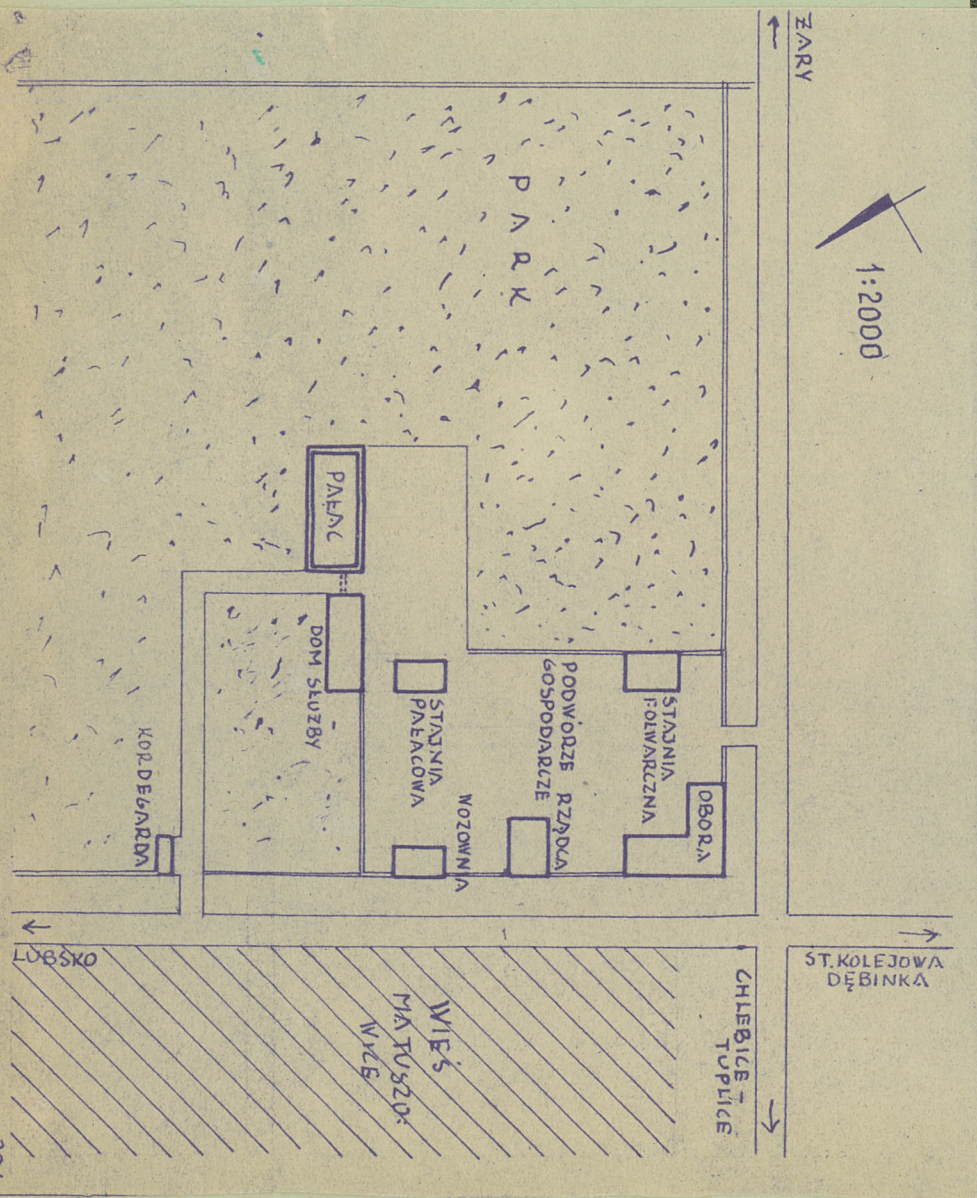 ŻARY
1:2000
PARK
PAŁAC
DOM SŁUŻBY
STAJNIA
PAŁACOWA
PODWÓRZE RZĄDCA
GOSPODARCZE
STAJNIA
FOLWARCZNA
OBORA
WOZOWNIA
KORDEGARDA
LUBSKO
ST.KOLEJOWA
DĘBINKA
CHLEBICE –
TUPLICE
WIEŚ
MATUSZO-
WICE